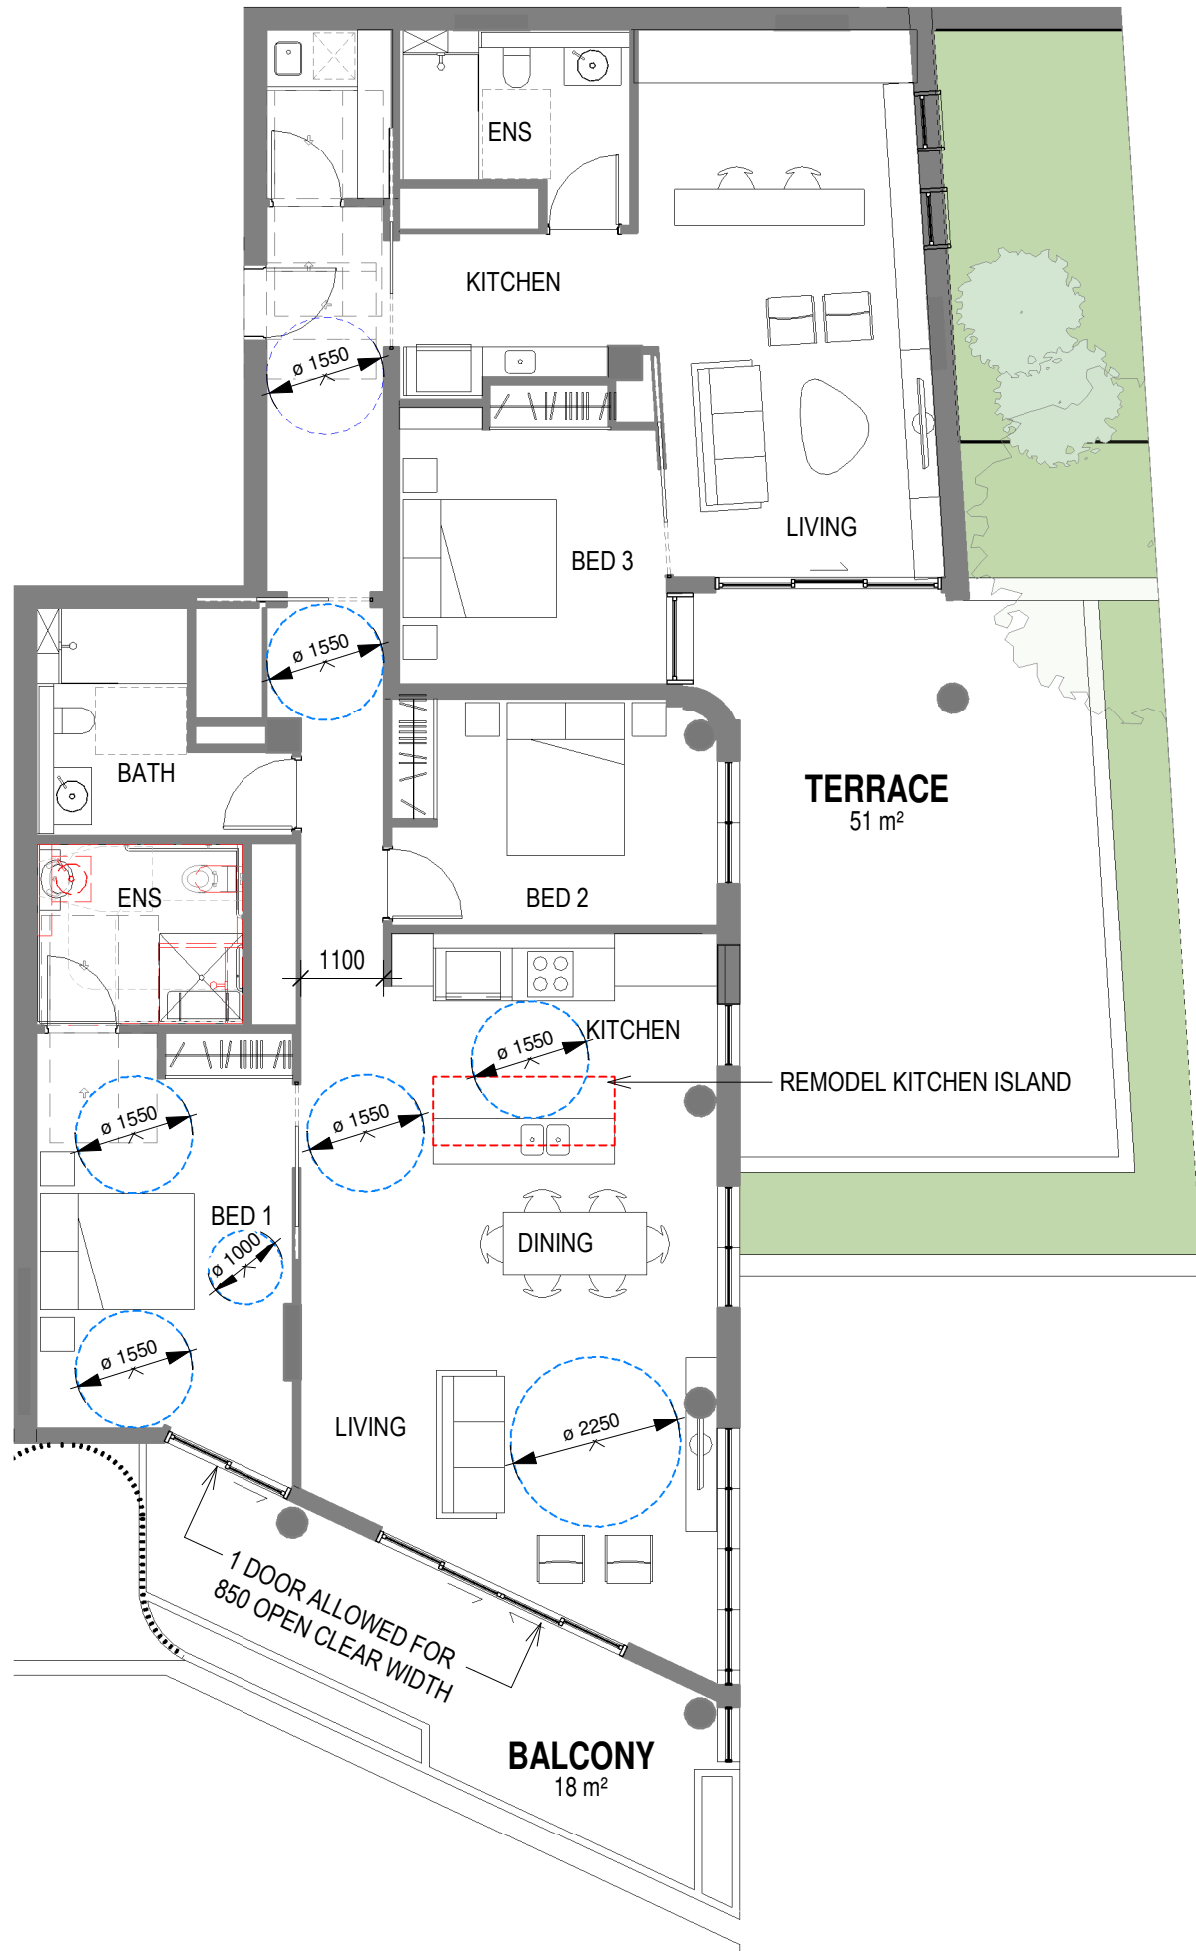 ENS
KITCHEN
ø 1550
LIVING
BED 3
ø 1550
BATH
TERRACE
51 m²
ENS
BED 2
1100
KITCHEN
ø 1550
REMODEL KITCHEN ISLAND
ø 1550
ø 1550
BED 1
DINING
ø 1000
ø 1550
LIVING
ø 2250
1 DOOR ALLOWED FOR
850 OPEN CLEAR WIDTH
BALCONY
18 m²